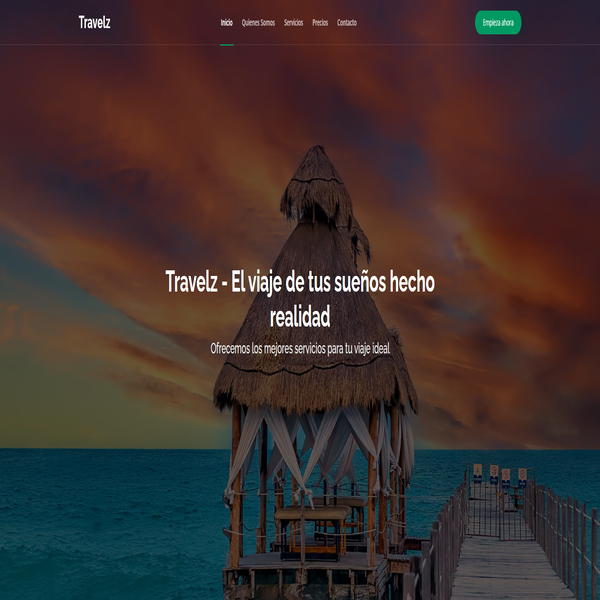 Travelz
Inicio
Quienes Somos
Servicios
Precios
Contacto
Empieza ahora
Travelz - El viaje de tus sueños hecho
realidad
Ofrecemos los mejores servicios para tu viaje ideal